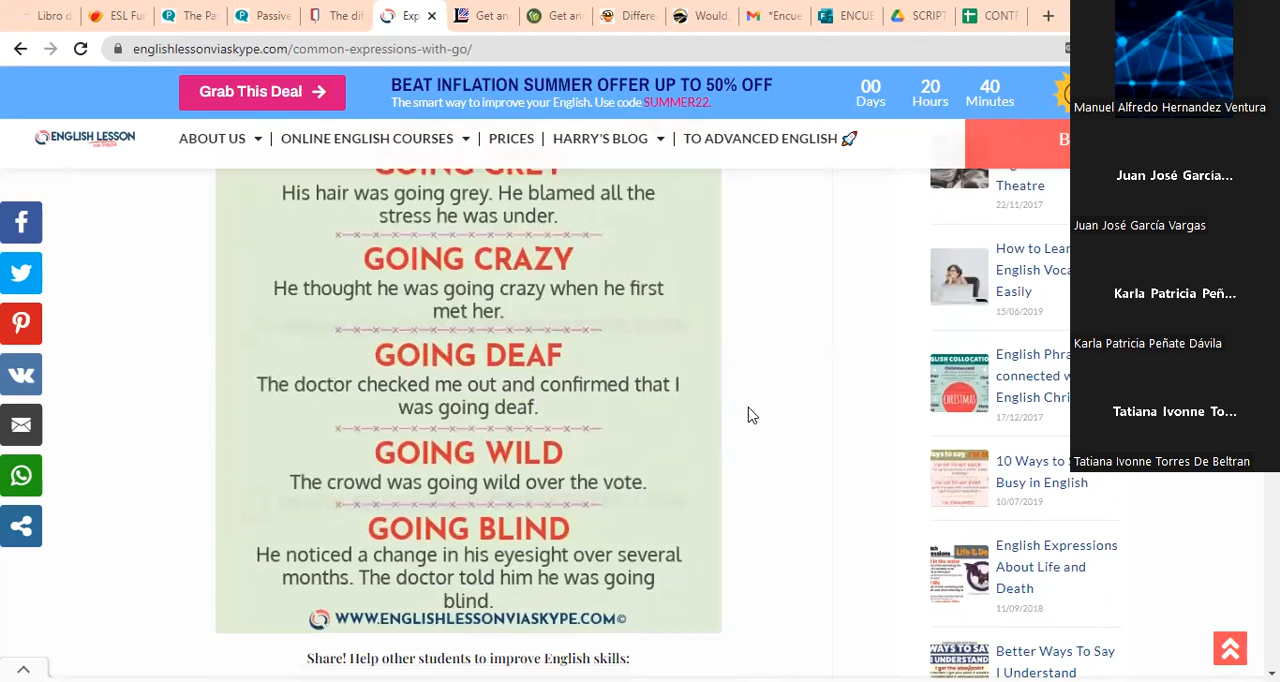 Libro d
ESL Fu
The Pa
Passive
The di
Exp
Get an
Get an
Differe
Would,
*Encue
ENCUE
SCRIPT
CONTF
englishlessonviaskype.com/common-expressions-with-go/
Grab This Deal
BEAT INFLATION SUMMER OFFER UP TO 50% OFF
The smart way to improve your English. Use code SUMMER22.
00 20 40
Days Hours Minutes
ENGLISH LESSON
via Skype
ABOUT US | ONLINE ENGLISH COURSES | PRICES | HARRY'S BLOG | TO ADVANCED ENGLISH
B
GOING GREY
His hair was going grey. He blamed all the
stress he was under.
GOING CRAZY
He thought he was going crazy when he first
met her.
GOING DEAF
The doctor checked me out and confirmed that I
was going deaf.
GOING WILD
The crowd was going wild over the vote.
GOING BLIND
He noticed a change in his eyesight over several
months. The doctor told him he was going
blind.
WWW.ENGLISHLESSONVIASKYPE.COM©
Share! Help other students to improve English skills:
Theatre
22/11/2017
How to Lear
English Voca
Easily
15/06/2019
English Phra
connected w
English Chri
17/12/2017
10 Ways to S
Busy in English
10/07/2019
English Expressions
About Life and
Death
11/09/2018
Better Ways To Say
I Understand
Manuel Alfredo Hernandez Ventura
Juan José García...
Juan José García Vargas
Karla Patricia Peñ...
Karla Patricia Peñate Dávila
Tatiana Ivonne To...
Tatiana Ivonne Torres De Beltran